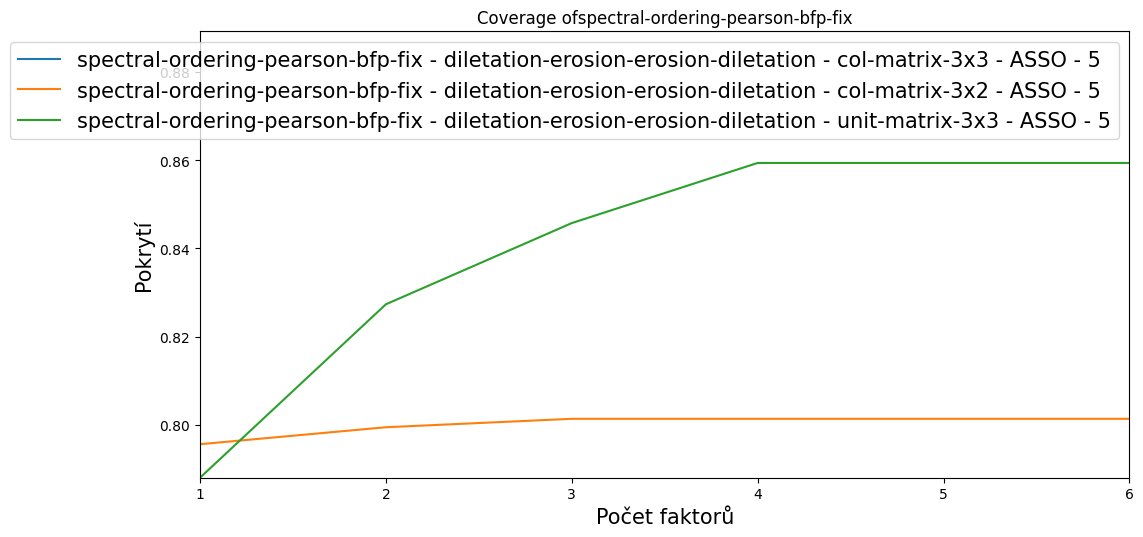 Coverage ofspectral-ordering-pearson-bfp-fix
spectral-ordering-pearson-bfp-fix - diletation-erosion-erosion-diletation - col-matrix-3x3 - ASSO - 5
0.88
spectral-ordering-pearson-bfp-fix - diletation-erosion-erosion-diletation - col-matrix-3x2 - ASSO - 5
spectral-ordering-pearson-bfp-fix - diletation-erosion-erosion-diletation - unit-matrix-3x3 - ASSO - 5
0.86
0.84
0.82
0.80
Pokrytí
1 2 3 4 5 6
Počet faktorů